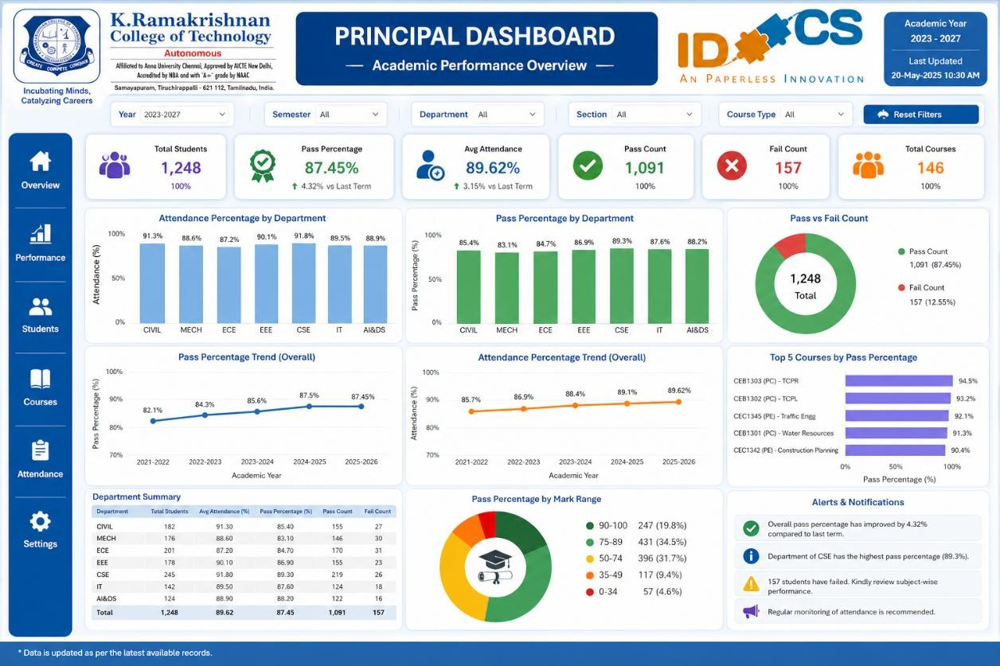 K.Ramakrishnan
College of Technology
Autonomous
Affiliated to Anna University Chennai, Approved by AICTE New Delhi,
Accredited by NBA and with 'A+' grade by NAAC
Samayapuram, Tiruchirappalli - 621 112, Tamilnadu, India.
CREATE COMPETE CONQUER
Incubating Minds,
Catalyzing Careers
PRINCIPAL DASHBOARD
Academic Performance Overview
IDCS
AN PAPERLESS INNOVATION
Academic Year
2023 - 2027
Last Updated
20-May-2025 10:30 AM
Year 2023-2027
Semester All
Department All
Section All
Course Type All
Reset Filters
Overview
Performance
Students
Courses
Attendance
Settings
Total Students
1,248
100%
Pass Percentage
87.45%
4.32% vs Last Term
Avg Attendance
89.62%
3.15% vs Last Term
Pass Count
1,091
100%
Fail Count
157
100%
Total Courses
146
100%
Attendance Percentage by Department
Attendance (%)
100%
50%
0%
91.3% 88.6% 87.2% 90.1% 91.8% 89.5% 88.9%
CIVIL MECH ECE EEE CSE IT AI&DS
Pass Percentage by Department
Pass Percentage (%)
100%
50%
0%
85.4% 83.1% 84.7% 86.9% 89.3% 87.6% 88.2%
CIVIL MECH ECE EEE CSE IT AI&DS
Pass vs Fail Count
1,248
Total
Pass Count
1,091 (87.45%)
Fail Count
157 (12.55%)
Pass Percentage Trend (Overall)
Pass Percentage (%)
100%
90%
80%
70%
82.1% 84.3% 85.6% 87.5% 87.45%
2021-2022 2022-2023 2023-2024 2024-2025 2025-2026
Academic Year
Attendance Percentage Trend (Overall)
Attendance (%)
100%
90%
80%
70%
85.7% 86.9% 88.4% 89.1% 89.62%
2021-2022 2022-2023 2023-2024 2024-2025 2025-2026
Academic Year
Top 5 Courses by Pass Percentage
CEB1303 (PC) - TCPR 94.5%
CEB1302 (PC) - TCPL 93.2%
CEC1345 (PE) - Traffic Engg 92.1%
CEB1301 (PC) - Water Resources 91.3%
CEC1342 (PE) - Construction Planning 90.4%
0% 50% 100%
Pass Percentage (%)
Department Summary
Department Total Students Avg Attendance (%) Pass Percentage (%) Pass Count Fail Count
CIVIL 182 91.30 85.40 155 27
MECH 176 88.60 83.10 146 30
ECE 201 87.20 84.70 170 31
EEE 178 90.10 86.90 155 23
CSE 245 91.80 89.30 219 26
IT 142 89.50 87.60 124 18
AI&DS 124 88.90 88.20 122 16
Total 1,248 89.62 87.45 1,091 157
Pass Percentage by Mark Range
90-100 247 (19.8%)
75-89 431 (34.5%)
50-74 396 (31.7%)
35-49 117 (9.4%)
0-34 57 (4.6%)
Alerts & Notifications
Overall pass percentage has improved by 4.32%
compared to last term.
Department of CSE has the highest pass percentage (89.3%).
157 students have failed. Kindly review subject-wise
performance.
Regular monitoring of attendance is recommended.
* Data is updated as per the latest available records.